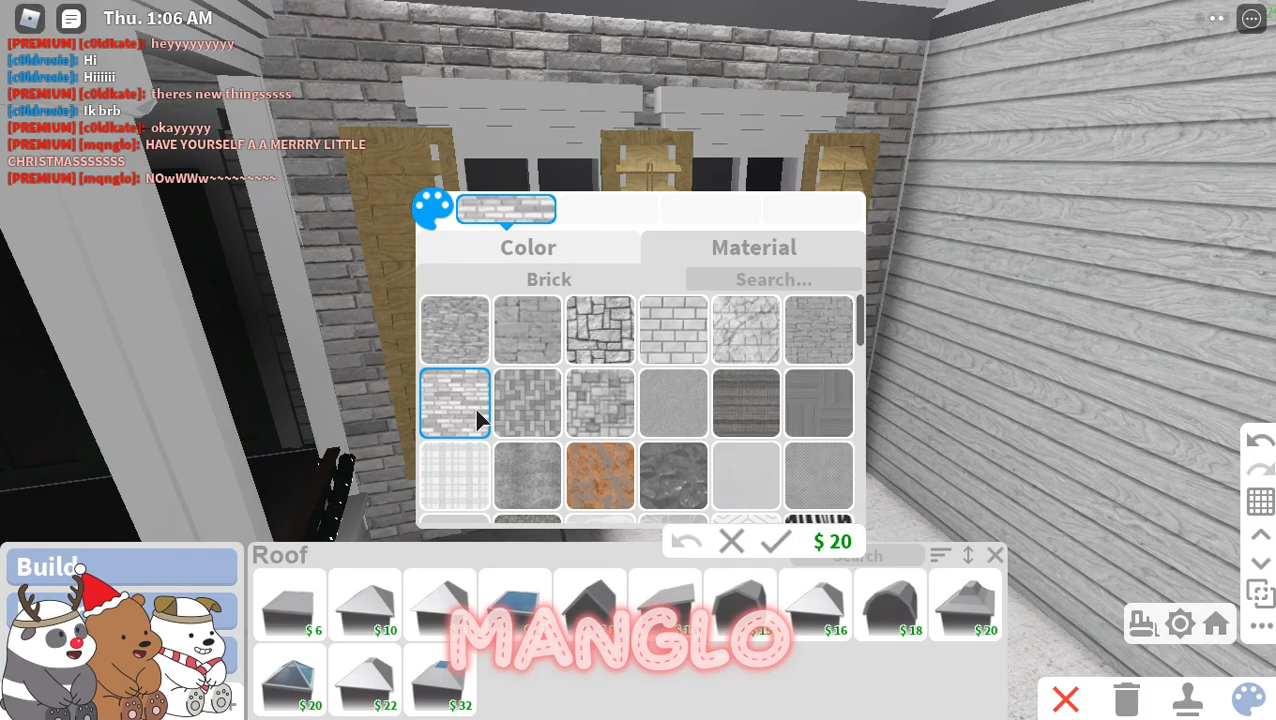 Thu. 1:06 AM
[PREMIUM] [c0ldkate]: heyyyyyyyyy
[c0ldrosie]: Hi
[c0ldrosie]: Hiiiiii
[PREMIUM] [c0ldkate]: theres new thingsssss
[c0ldrosie]: Ik brb
[PREMIUM] [c0ldkate]: okayyyyy
[PREMIUM] [mqnglo]: HAVE YOURSELF A A MERRRY LITTLE
CHRISTMASSSSSSS
[PREMIUM] [mqnglo]: NOwWWw~~~~~~~~~
Color Material
Brick Search...
$ 20
Build
Roof Search
$ 6 $ 10 $ 16 $ 18 $ 20
MANGLO
$ 20 $ 22 $ 32